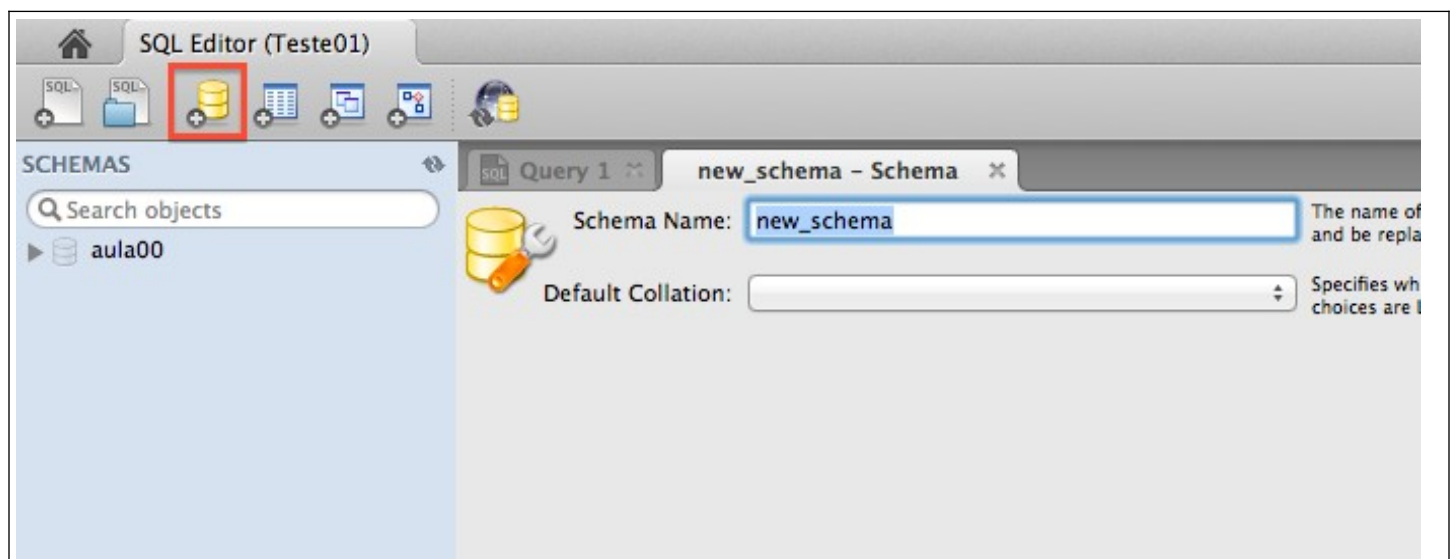 SQL Editor (Teste01)
SQL
SQL
SCHEMAS
Search objects
aula00
SQL
Query 1
new_schema – Schema
Schema Name:
new_schema
The name of
and be repla
Default Collation:
Specifies wh
choices are